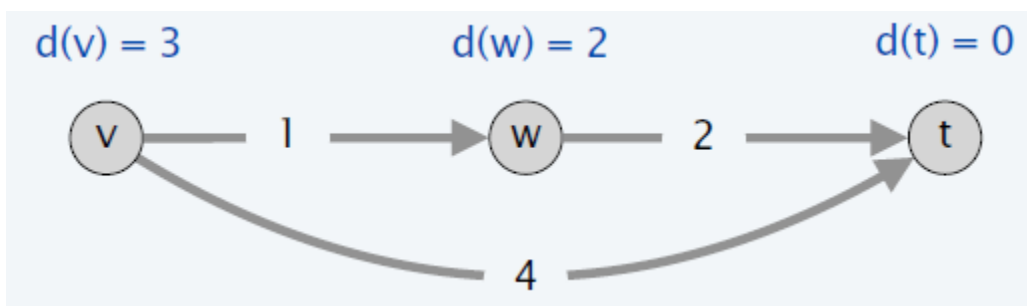 d(v) = 3 d(w) = 2 d(t) = 0
v 1 w 2 t
4